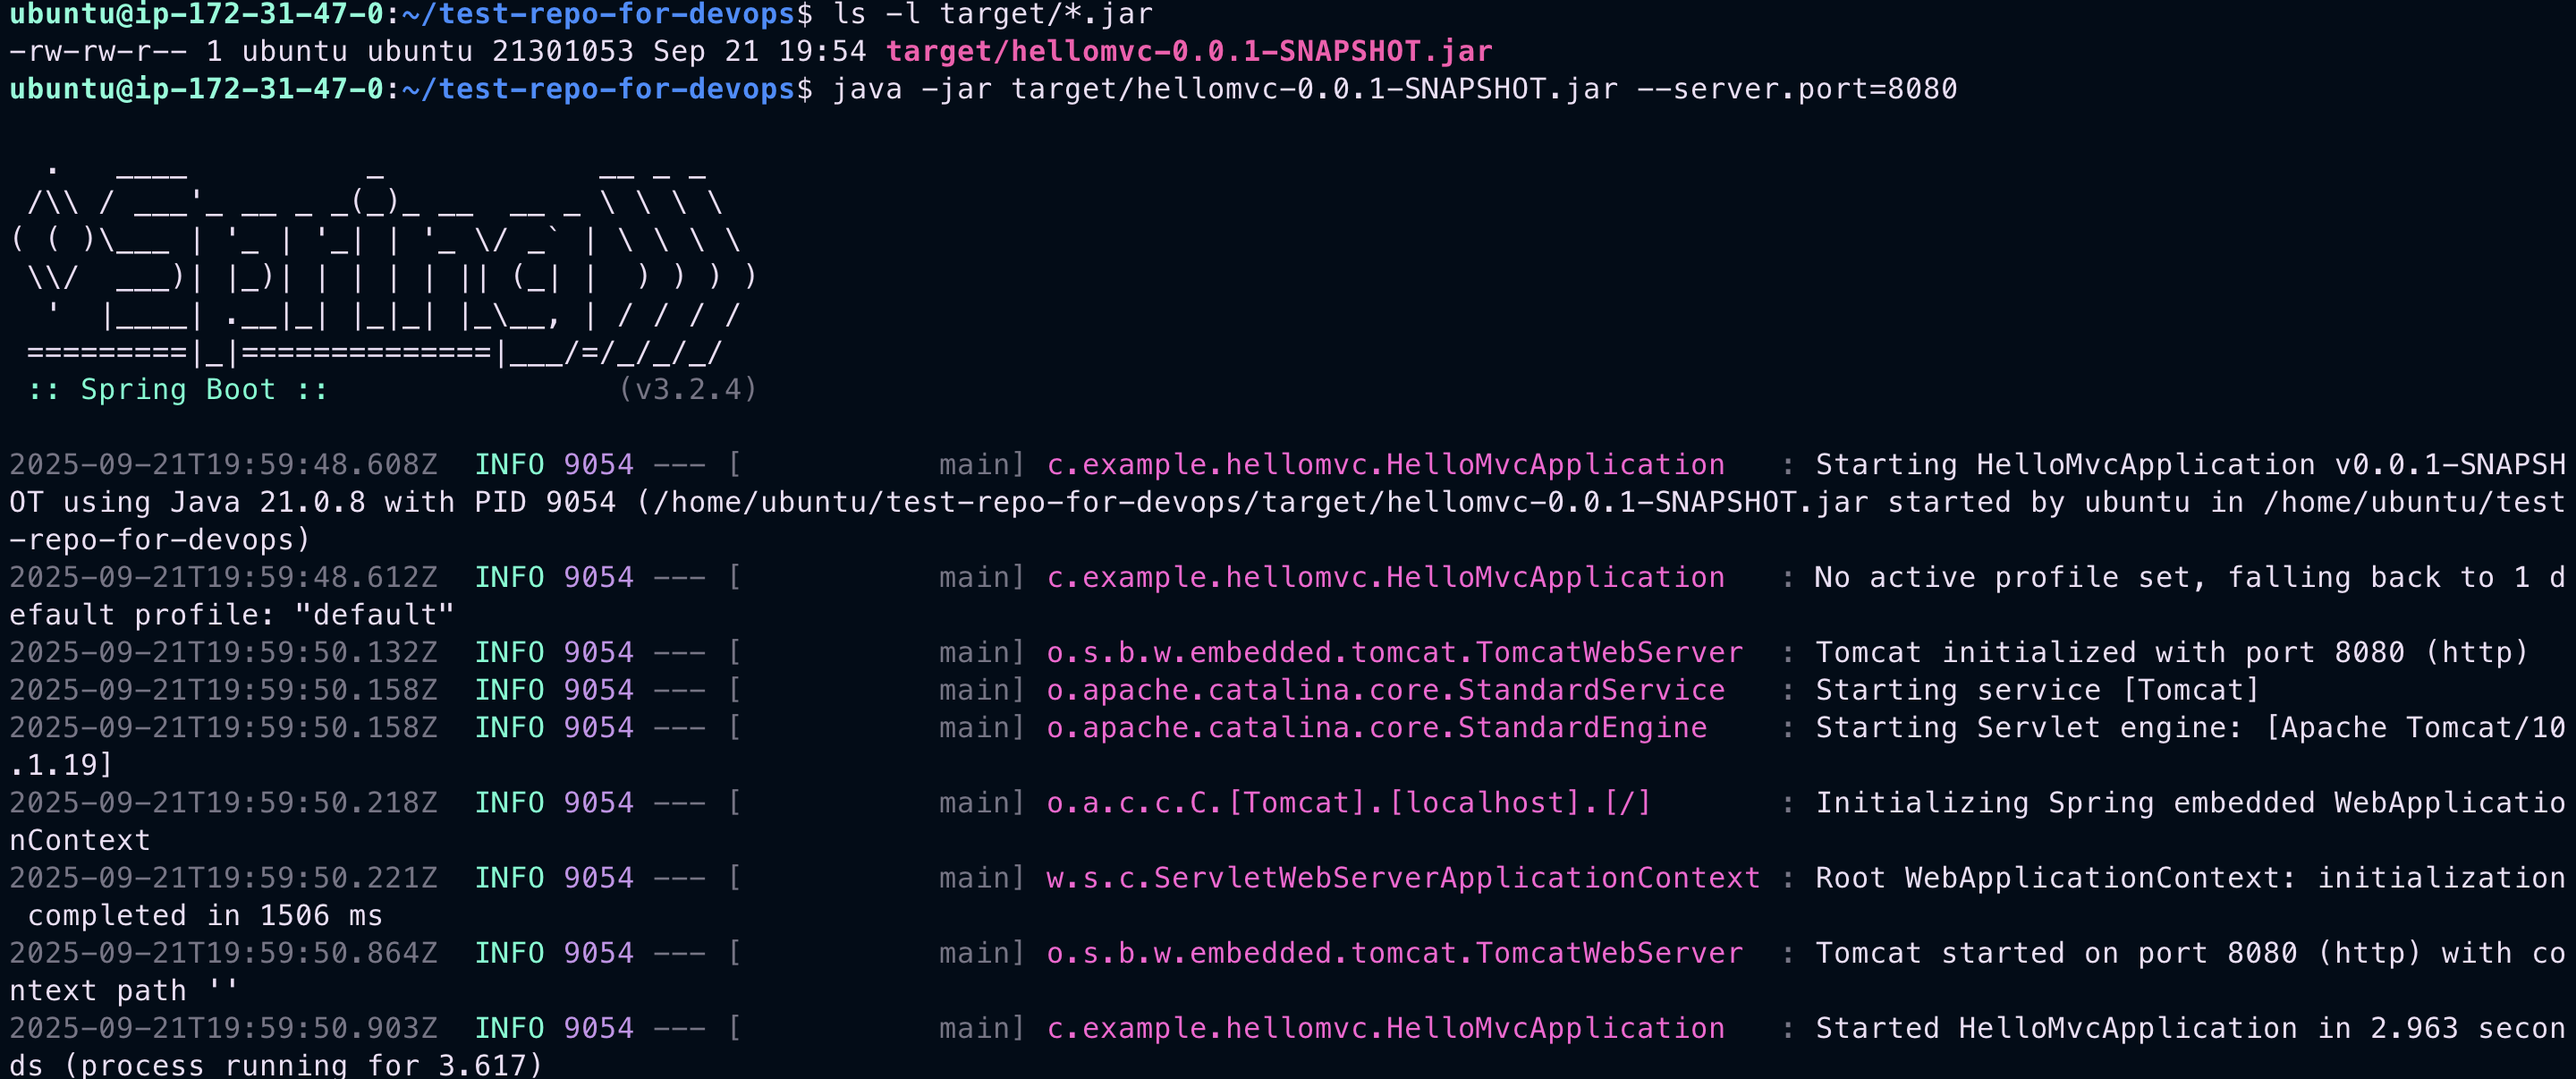 ubuntu@ip-172-31-47-0:~/test-repo-for-devops$ ls -l target/*.jar
-rw-rw-r-- 1 ubuntu ubuntu 21301053 Sep 21 19:54 target/hellomvc-0.0.1-SNAPSHOT.jar
ubuntu@ip-172-31-47-0:~/test-repo-for-devops$ java -jar target/hellomvc-0.0.1-SNAPSHOT.jar --server.port=8080

  .   ____          _            __ _ _
 /\\ / ___'_ __ _ _(_)_ __  __ _ \ \ \ \
( ( )\___ | '_ | '_| | '_ \/ _` | \ \ \ \
 \\/  ___)| |_)| | | | | || (_| |  ) ) ) )
  '  |____| .__|_| |_|_| |_\__, | / / / /
 =========|_|==============|___/=/_/_/_/
 :: Spring Boot ::                (v3.2.4)

2025-09-21T19:59:48.608Z  INFO 9054 --- [           main] c.example.hellomvc.HelloMvcApplication   : Starting HelloMvcApplication v0.0.1-SNAPSH
OT using Java 21.0.8 with PID 9054 (/home/ubuntu/test-repo-for-devops/target/hellomvc-0.0.1-SNAPSHOT.jar started by ubuntu in /home/ubuntu/test
-repo-for-devops)
2025-09-21T19:59:48.612Z  INFO 9054 --- [           main] c.example.hellomvc.HelloMvcApplication   : No active profile set, falling back to 1 d
efault profile: "default"
2025-09-21T19:59:50.132Z  INFO 9054 --- [           main] o.s.b.w.embedded.tomcat.TomcatWebServer  : Tomcat initialized with port 8080 (http)
2025-09-21T19:59:50.158Z  INFO 9054 --- [           main] o.apache.catalina.core.StandardService   : Starting service [Tomcat]
2025-09-21T19:59:50.158Z  INFO 9054 --- [           main] o.apache.catalina.core.StandardEngine    : Starting Servlet engine: [Apache Tomcat/10
.1.19]
2025-09-21T19:59:50.218Z  INFO 9054 --- [           main] o.a.c.c.C.[Tomcat].[localhost].[/]       : Initializing Spring embedded WebApplicatio
nContext
2025-09-21T19:59:50.221Z  INFO 9054 --- [           main] w.s.c.ServletWebServerApplicationContext : Root WebApplicationContext: initialization
 completed in 1506 ms
2025-09-21T19:59:50.864Z  INFO 9054 --- [           main] o.s.b.w.embedded.tomcat.TomcatWebServer  : Tomcat started on port 8080 (http) with co
ntext path ''
2025-09-21T19:59:50.903Z  INFO 9054 --- [           main] c.example.hellomvc.HelloMvcApplication   : Started HelloMvcApplication in 2.963 secon
ds (process running for 3.617)